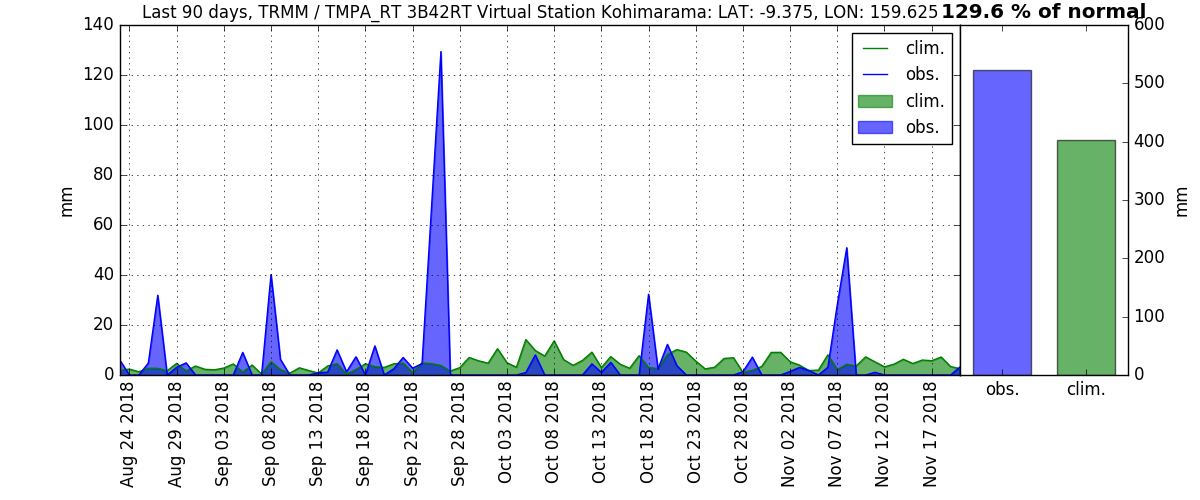 Last 90 days, TRMM / TMPA_RT 3B42RT Virtual Station Kohimarama: LAT: -9.375, LON: 159.625
129.6 % of normal
140
120
100
80
60
40
20
0
mm
clim.
obs.
clim.
obs.
600
500
400
300
200
100
0
mm
Aug 24 2018
Aug 29 2018
Sep 03 2018
Sep 08 2018
Sep 13 2018
Sep 18 2018
Sep 23 2018
Sep 28 2018
Oct 03 2018
Oct 08 2018
Oct 13 2018
Oct 18 2018
Oct 23 2018
Oct 28 2018
Nov 02 2018
Nov 07 2018
Nov 12 2018
Nov 17 2018
obs.
clim.